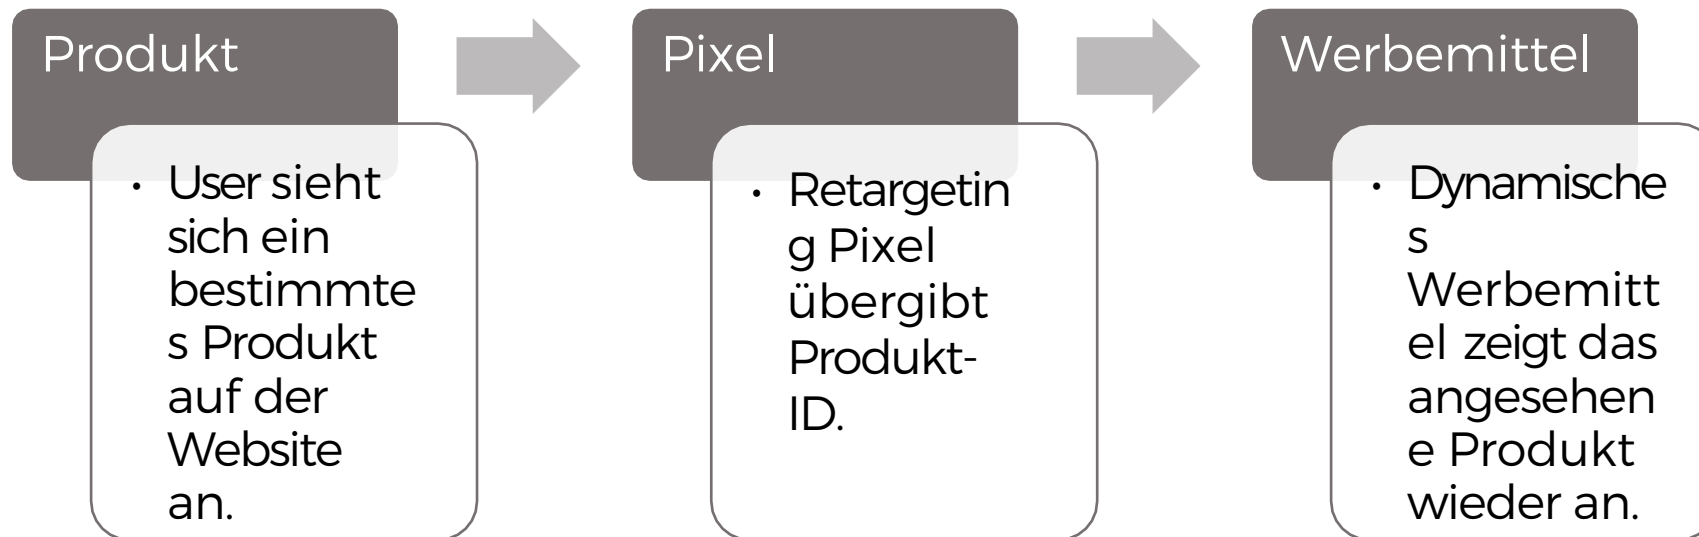 Produkt
• User sieht
sich ein
bestimmte
s Produkt
auf der
Website
an.
Pixel
• Retargetin
g Pixel
übergibt
Produkt-
ID.
Werbemittel
• Dynamische
s
Werbemitt
el zeigt das
angesehen
e Produkt
wieder an.